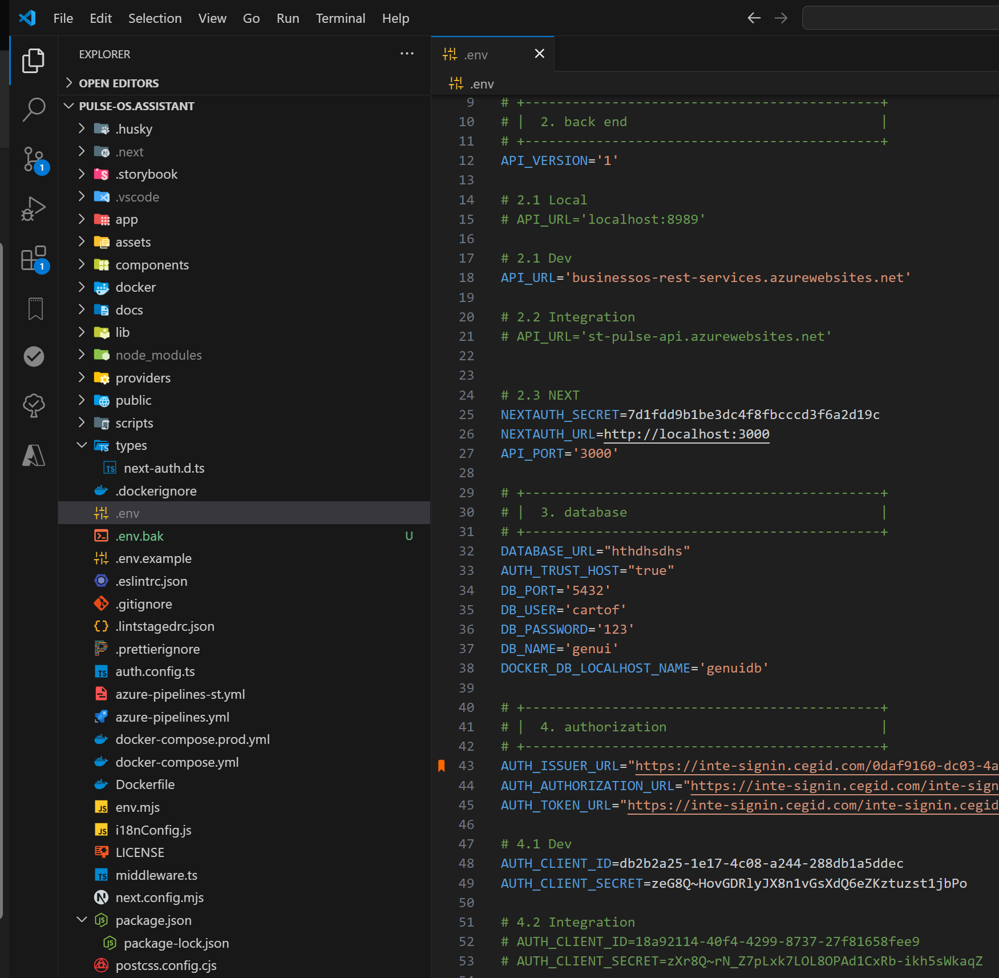 File Edit Selection View Go Run Terminal Help
EXPLORER
OPEN EDITORS
PULSE-OS.ASSISTANT
.husky
.next
.storybook
.vscode
app
assets
components
docker
docs
lib
node_modules
providers
public
scripts
types
next-auth.d.ts
.dockerignore
.env
.env.bak U
.env.example
.eslintrc.json
.gitignore
.lintstagedrc.json
.prettierignore
auth.config.ts
azure-pipelines-st.yml
azure-pipelines.yml
docker-compose.prod.yml
docker-compose.yml
Dockerfile
env.mjs
i18nConfig.js
LICENSE
middleware.ts
next.config.mjs
package.json
package-lock.json
postcss.config.cjs
1
1
.env
.env
9 # +---------------------------------------------+
10 # | 2. back end |
11 # +---------------------------------------------+
12 API_VERSION='1'
13
14 # 2.1 Local
15 # API_URL='localhost:8989'
16
17 # 2.1 Dev
18 API_URL='businessos-rest-services.azurewebsites.net'
19
20 # 2.2 Integration
21 # API_URL='st-pulse-api.azurewebsites.net'
22
23
24 # 2.3 NEXT
25 NEXTAUTH_SECRET=7d1fdd9b1be3dc4f8fbcccd3f6a2d19c
26 NEXTAUTH_URL=http://localhost:3000
27 API_PORT='3000'
28
29 # +---------------------------------------------+
30 # | 3. database |
31 # +---------------------------------------------+
32 DATABASE_URL="hthdhsdhs"
33 AUTH_TRUST_HOST="true"
34 DB_PORT='5432'
35 DB_USER='cartof'
36 DB_PASSWORD='123'
37 DB_NAME='genui'
38 DOCKER_DB_LOCALHOST_NAME='genuidb'
39
40 # +---------------------------------------------+
41 # | 4. authorization |
42 # +---------------------------------------------+
43 AUTH_ISSUER_URL="https://inte-signin.cegid.com/0daf9160-dc03-4a
44 AUTH_AUTHORIZATION_URL="https://inte-signin.cegid.com/inte-sign
45 AUTH_TOKEN_URL="https://inte-signin.cegid.com/inte-signin.cegid
46
47 # 4.1 Dev
48 AUTH_CLIENT_ID=db2b2a25-1e17-4c08-a244-288db1a5ddec
49 AUTH_CLIENT_SECRET=zeG8Q~HovGDRlyJX8n1vGsXdQ6eZKztuzst1jbPo
50
51 # 4.2 Integration
52 # AUTH_CLIENT_ID=18a92114-40f4-4299-8737-27f81658fee9
53 # AUTH_CLIENT_SECRET=zXr8Q~rN_Z7pLxk7LOL8OPAd1CxRb-ikh5sWkaqZ